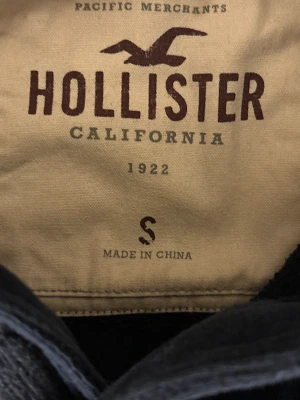 PACIFIC MERCHANTS
HOLLISTER
CALIFORNIA
1922
S
MADE IN CHINA